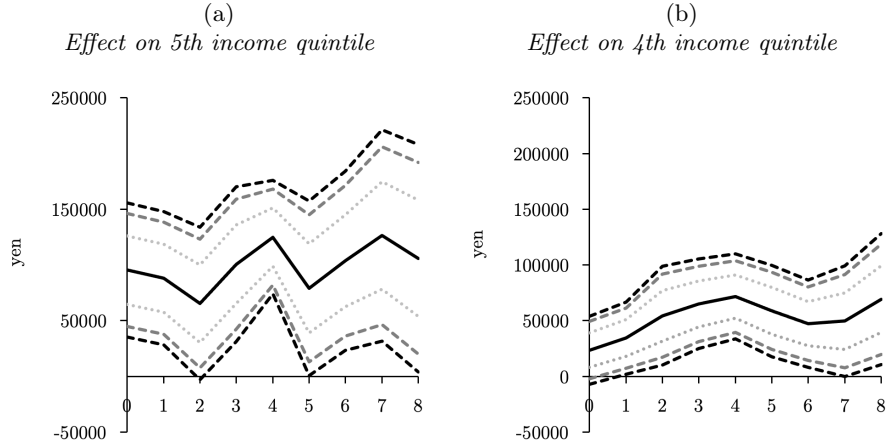 (a)
Effect on 5th income quintile
250000
150000
50000
-50000
yen
0 1 2 3 4 5 6 7 8
(b)
Effect on 4th income quintile
250000
200000
150000
100000
50000
0
-50000
yen
0 1 2 3 4 5 6 7 8